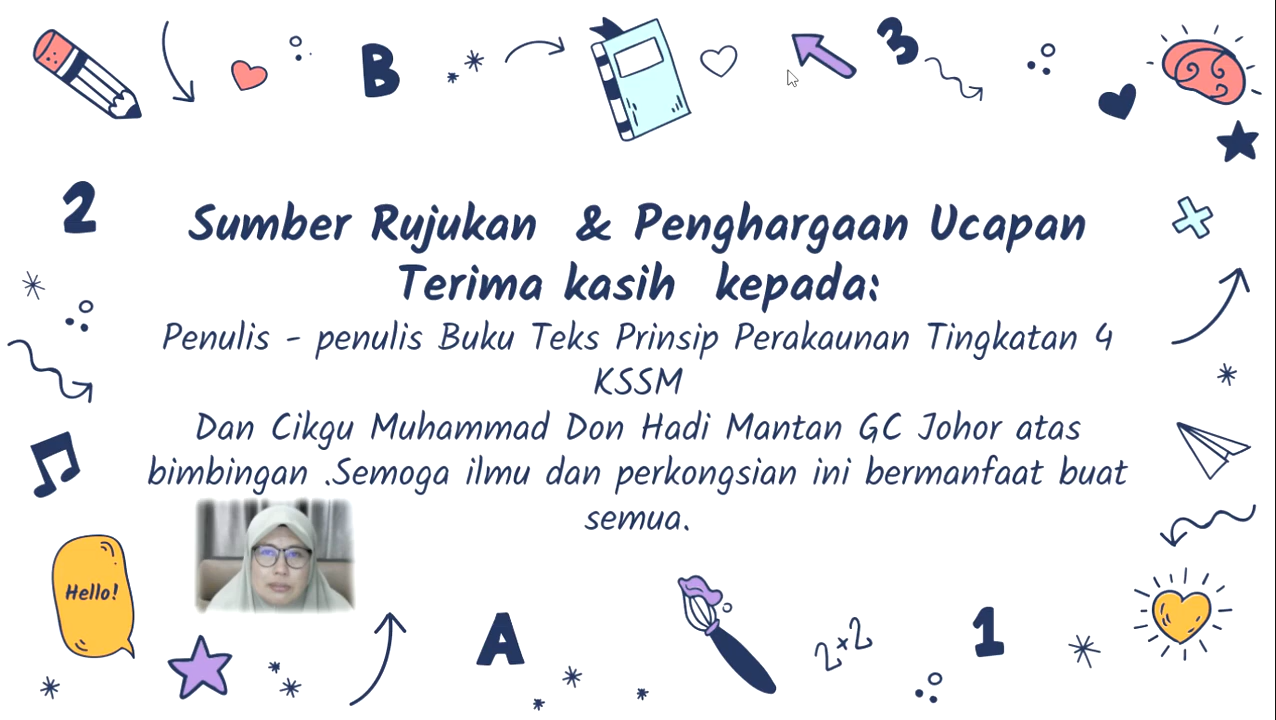 B
3
2
Sumber Rujukan & Penghargaan Ucapan
Terima kasih kepada:
Penulis - penulis Buku Teks Prinsip Perakaunan Tingkatan 4
KSSM
Dan Cikgu Muhammad Don Hadi Mantan GC Johor atas
bimbingan .Semoga ilmu dan perkongsian ini bermanfaat buat
semua.
Hello!
A
2x2
1